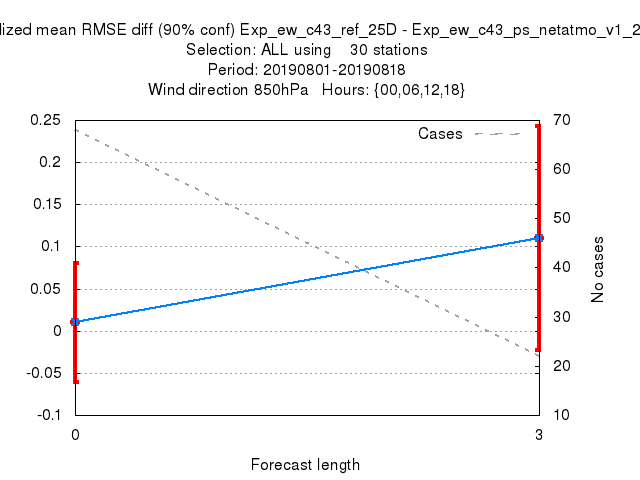 lized mean RMSE diff (90% conf) Exp_ew_c43_ref_25D - Exp_ew_c43_ps_netatmo_v1_2
Selection: ALL using 30 stations
Period: 20190801-20190818
Wind direction 850hPa Hours: {00,06,12,18}
Cases
0.25
0.2
0.15
0.1
0.05
0
-0.05
-0.1
70
60
50
40
30
20
10
No cases
0
3
Forecast length